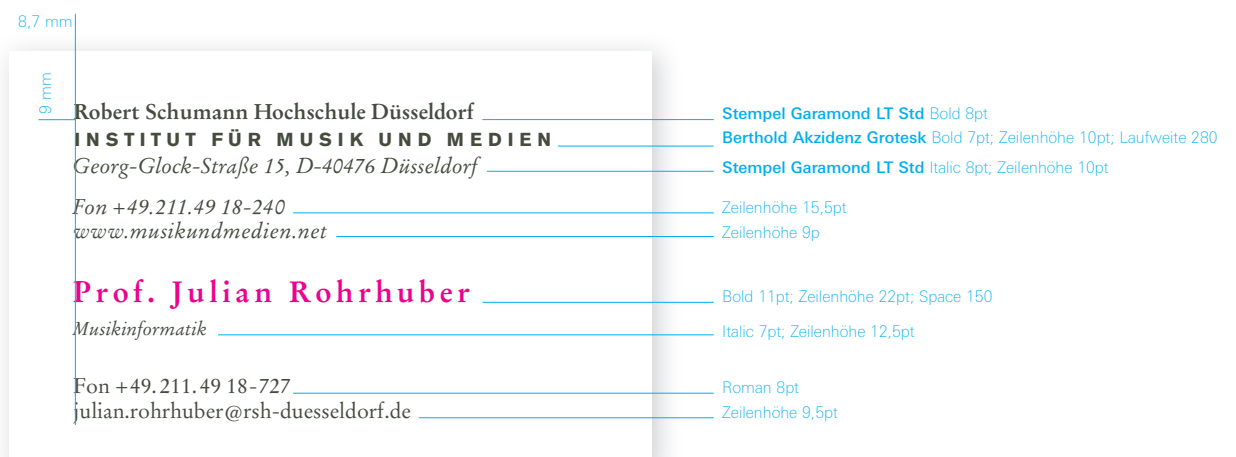 8,7 mm
9 mm
Robert Schumann Hochschule Düsseldorf
Stempel Garamond LT Std Bold 8pt
INSTITUT FÜR MUSIK UND MEDIEN
Berthold Akzidenz Grotesk Bold 7pt; Zeilenhöhe 10pt; Laufweite 280
Georg-Glock-Straße 15, D-40476 Düsseldorf
Stempel Garamond LT Std Italic 8pt; Zeilenhöhe 10pt
Fon +49.211.49 18-240
Zeilenhöhe 15,5pt
www.musikundmedien.net
Zeilenhöhe 9p
Prof. Julian Rohrhuber
Bold 11pt; Zeilenhöhe 22pt; Space 150
Musikinformatik
Italic 7pt; Zeilenhöhe 12,5pt
Fon +49.211.49 18-727
Roman 8pt
julian.rohrhuber@rsh-duesseldorf.de
Zeilenhöhe 9,5pt